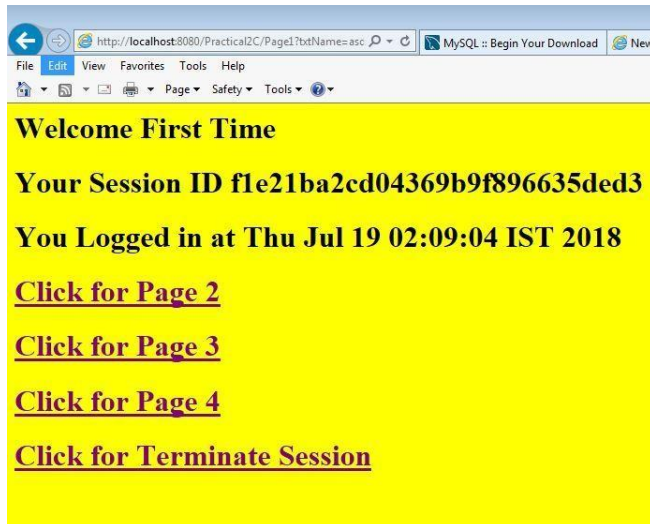 http://localhost:8080/Practical2C/Page1?txtName=asc
MySQL :: Begin Your Download
New
File Edit View Favorites Tools Help
Page Safety Tools
Welcome First Time
Your Session ID f1e21ba2cd04369b9f896635ded3
You Logged in at Thu Jul 19 02:09:04 IST 2018
Click for Page 2
Click for Page 3
Click for Page 4
Click for Terminate Session